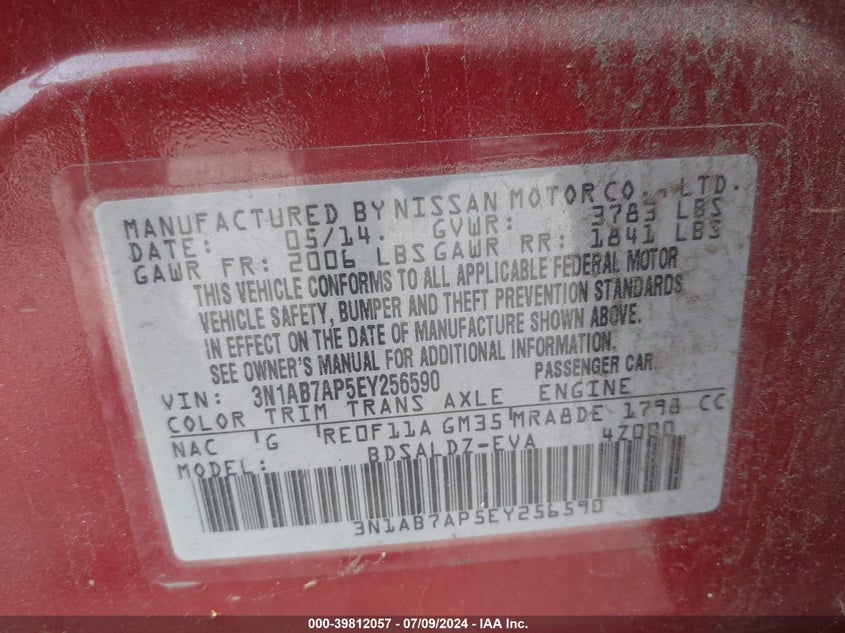 MANUFACTURED BY NISSAN MOTOR CO., LTD.
DATE: 05/14. GVWR: 3783 LBS
GAWR FR: 2006 LBS GAWR RR: 1841 LBS
THIS VEHICLE CONFORMS TO ALL APPLICABLE FEDERAL MOTOR
VEHICLE SAFETY, BUMPER AND THEFT PREVENTION STANDARDS
IN EFFECT ON THE DATE OF MANUFACTURE SHOWN ABOVE.
SEE OWNER'S MANUAL FOR ADDITIONAL INFORMATION.
VIN: 3N1AB7AP5EY256590 PASSENGER CAR
COLOR TRIM TRANS AXLE ENGINE
NAC G RE0F11A GM35 MRA8DE 1798 CC
MODEL: BDSALDZ-EVA 4Z000
3N1AB7AP5EY256590
000-39812057 / 07/09/2024 - IAA Inc.